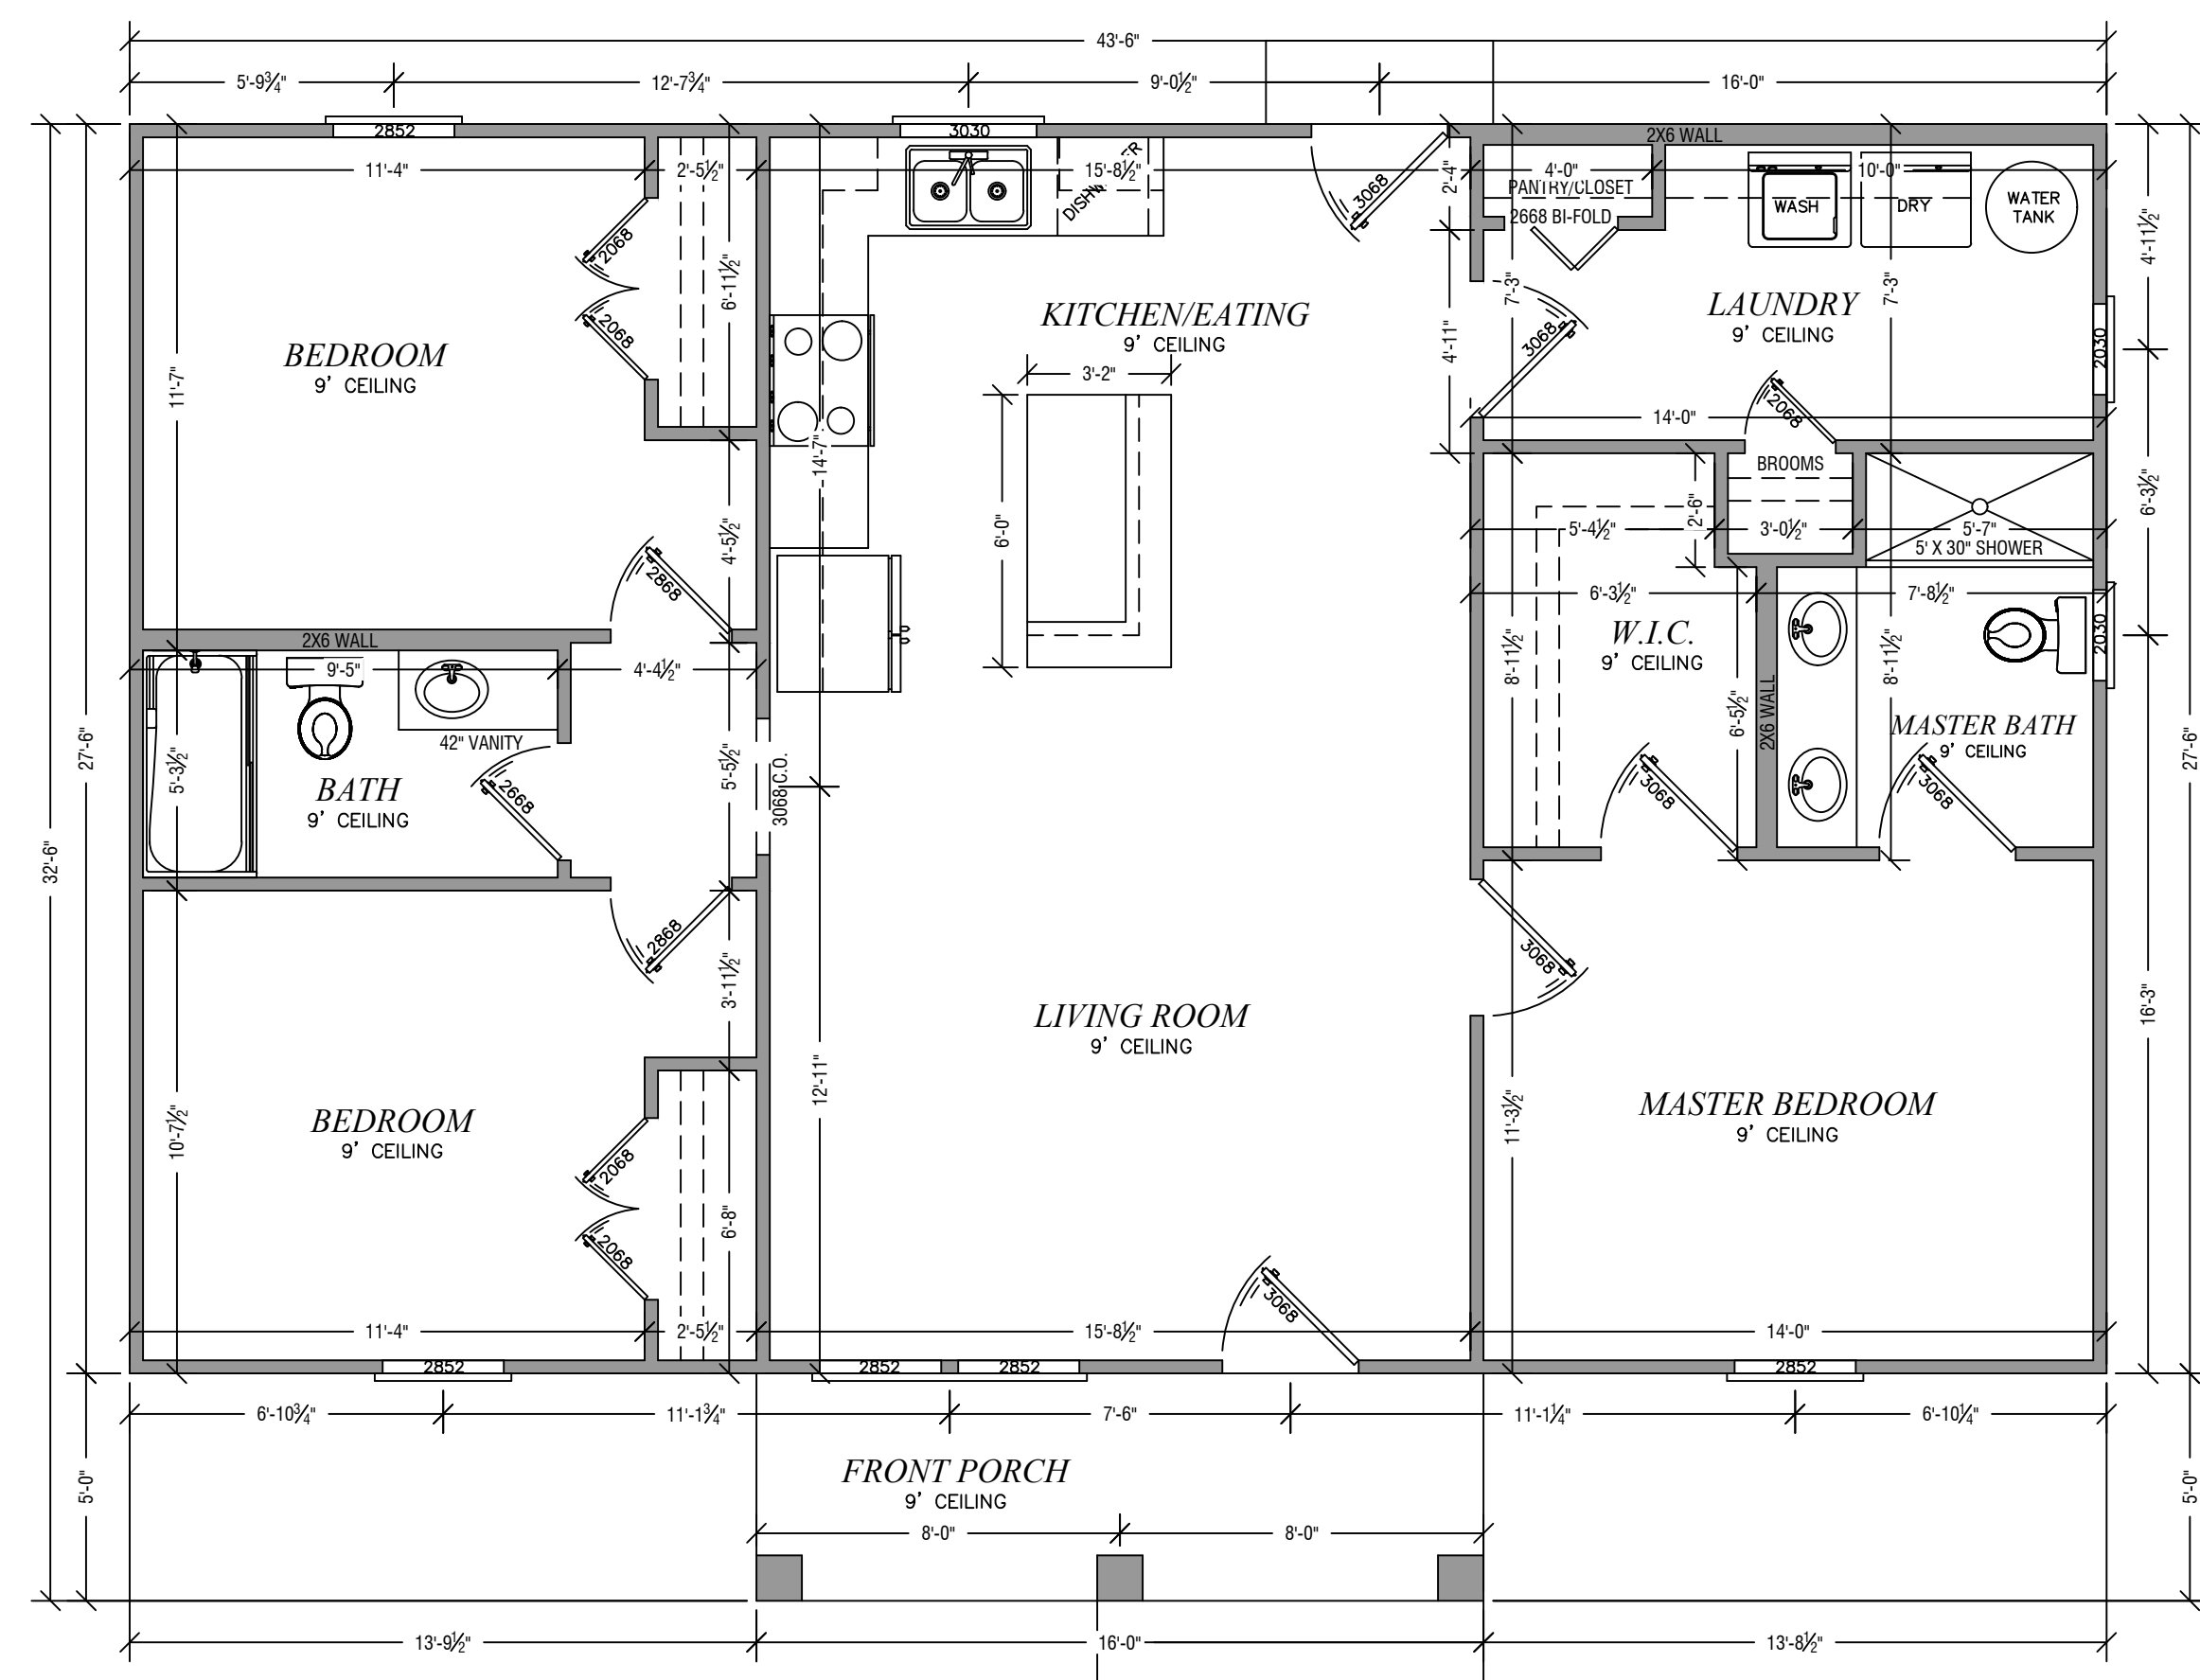 43'-6"
5'-9¾"
12'-7¾"
9'-0½"
16'-0"
2852
3030
2X6 WALL
11'-4"
2'-5½"
15'-8½"
4'-0"
10'-0"
PANTRY/CLOSET
2668 BI-FOLD
WASH
DRY
WATER
TANK
3068
2'-4"
4'-11½"
2068
2068
6'-11½"
7'-3"
7'-3"
KITCHEN/EATING
9' CEILING
LAUNDRY
9' CEILING
BEDROOM
9' CEILING
11'-7"
4'-11"
3068
2030
3'-2"
2068
14'-0"
14'-7"
BROOMS
6'-0"
4'-5½"
2'-6"
6'-3½"
5'-4½"
3'-0½"
5'-7"
5' X 30" SHOWER
2868
6'-3½"
7'-8½"
2X6 WALL
W.I.C.
9' CEILING
2030
8'-11½"
8'-11½"
9'-5"
4'-4½"
6'-5½"
2X6 WALL
MASTER BATH
9' CEILING
42" VANITY
BATH
9' CEILING
5'-3½"
2668
5'-5½"
3068 C.O.
3068
3068
27'-6"
27'-6"
32'-6"
2868
3068
3'-11½"
LIVING ROOM
9' CEILING
16'-3"
12'-11"
MASTER BEDROOM
9' CEILING
11'-3½"
BEDROOM
9' CEILING
10'-7½"
2068
2068
6'-8"
3068
11'-4"
2'-5½"
15'-8½"
14'-0"
2852
2852
2852
2852
6'-10¾"
11'-1¾"
7'-6"
11'-1¼"
6'-10¼"
FRONT PORCH
9' CEILING
5'-0"
5'-0"
8'-0"
8'-0"
13'-9½"
16'-0"
13'-8½"